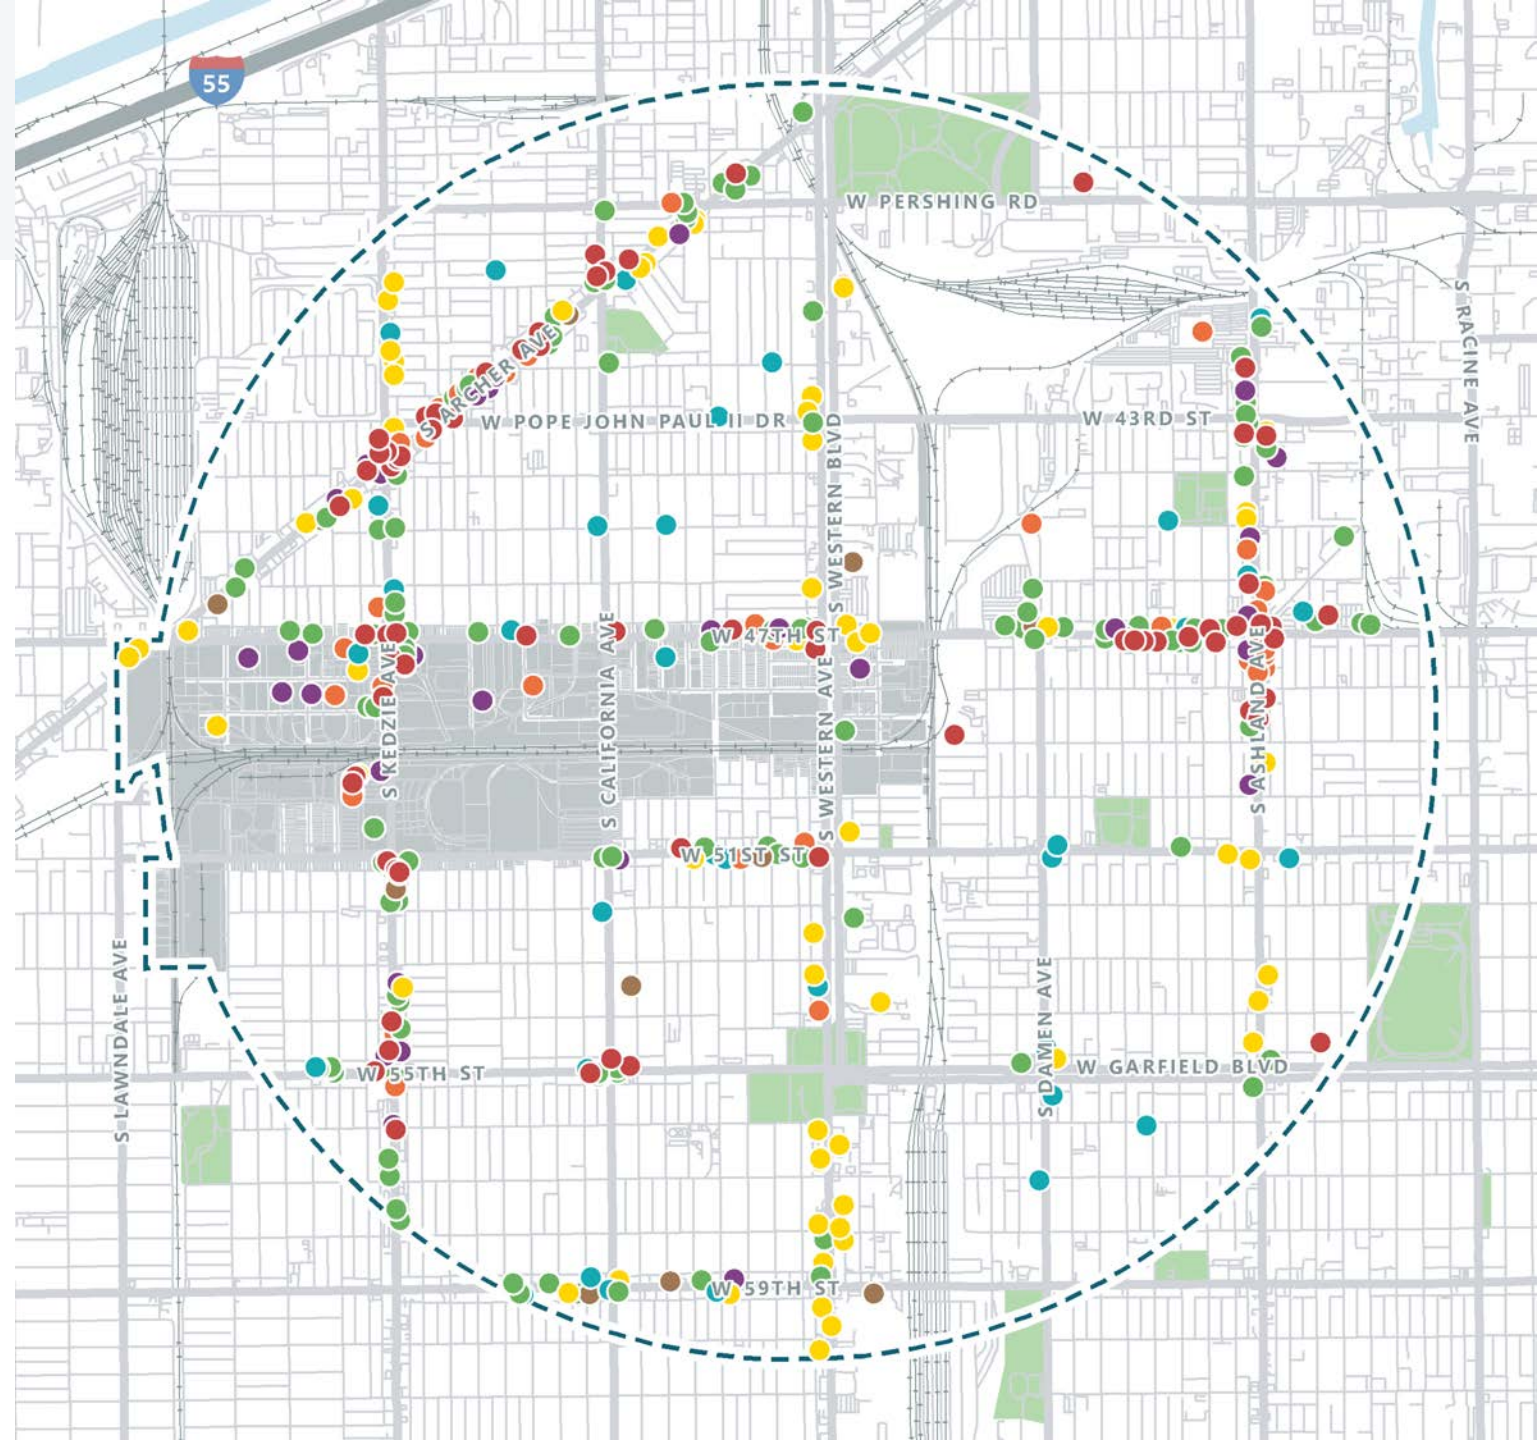 55
W PERSHING RD
S RACINE AVE
S ARCHER AVE
W POPE JOHN PAUL II DR
W 43RD ST
S WESTERN BLVD
W 47TH ST
S KEDZIE AVE
S CALIFORNIA AVE
S WESTERN AVE
S ASHLAND AVE
W 51ST ST
S LAWNDALE AVE
S DAMEN AVE
W 55TH ST
W GARFIELD BLVD
W 59TH ST